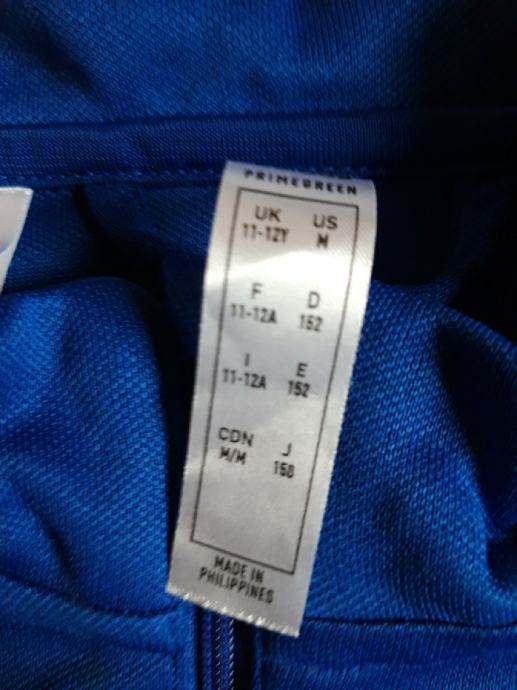 PRIMEGREEN
UK US
11-12Y M
F D
11-12A 152
I E
11-12A 152
CDN J
M/M 150
MADE IN
PHILIPPINES